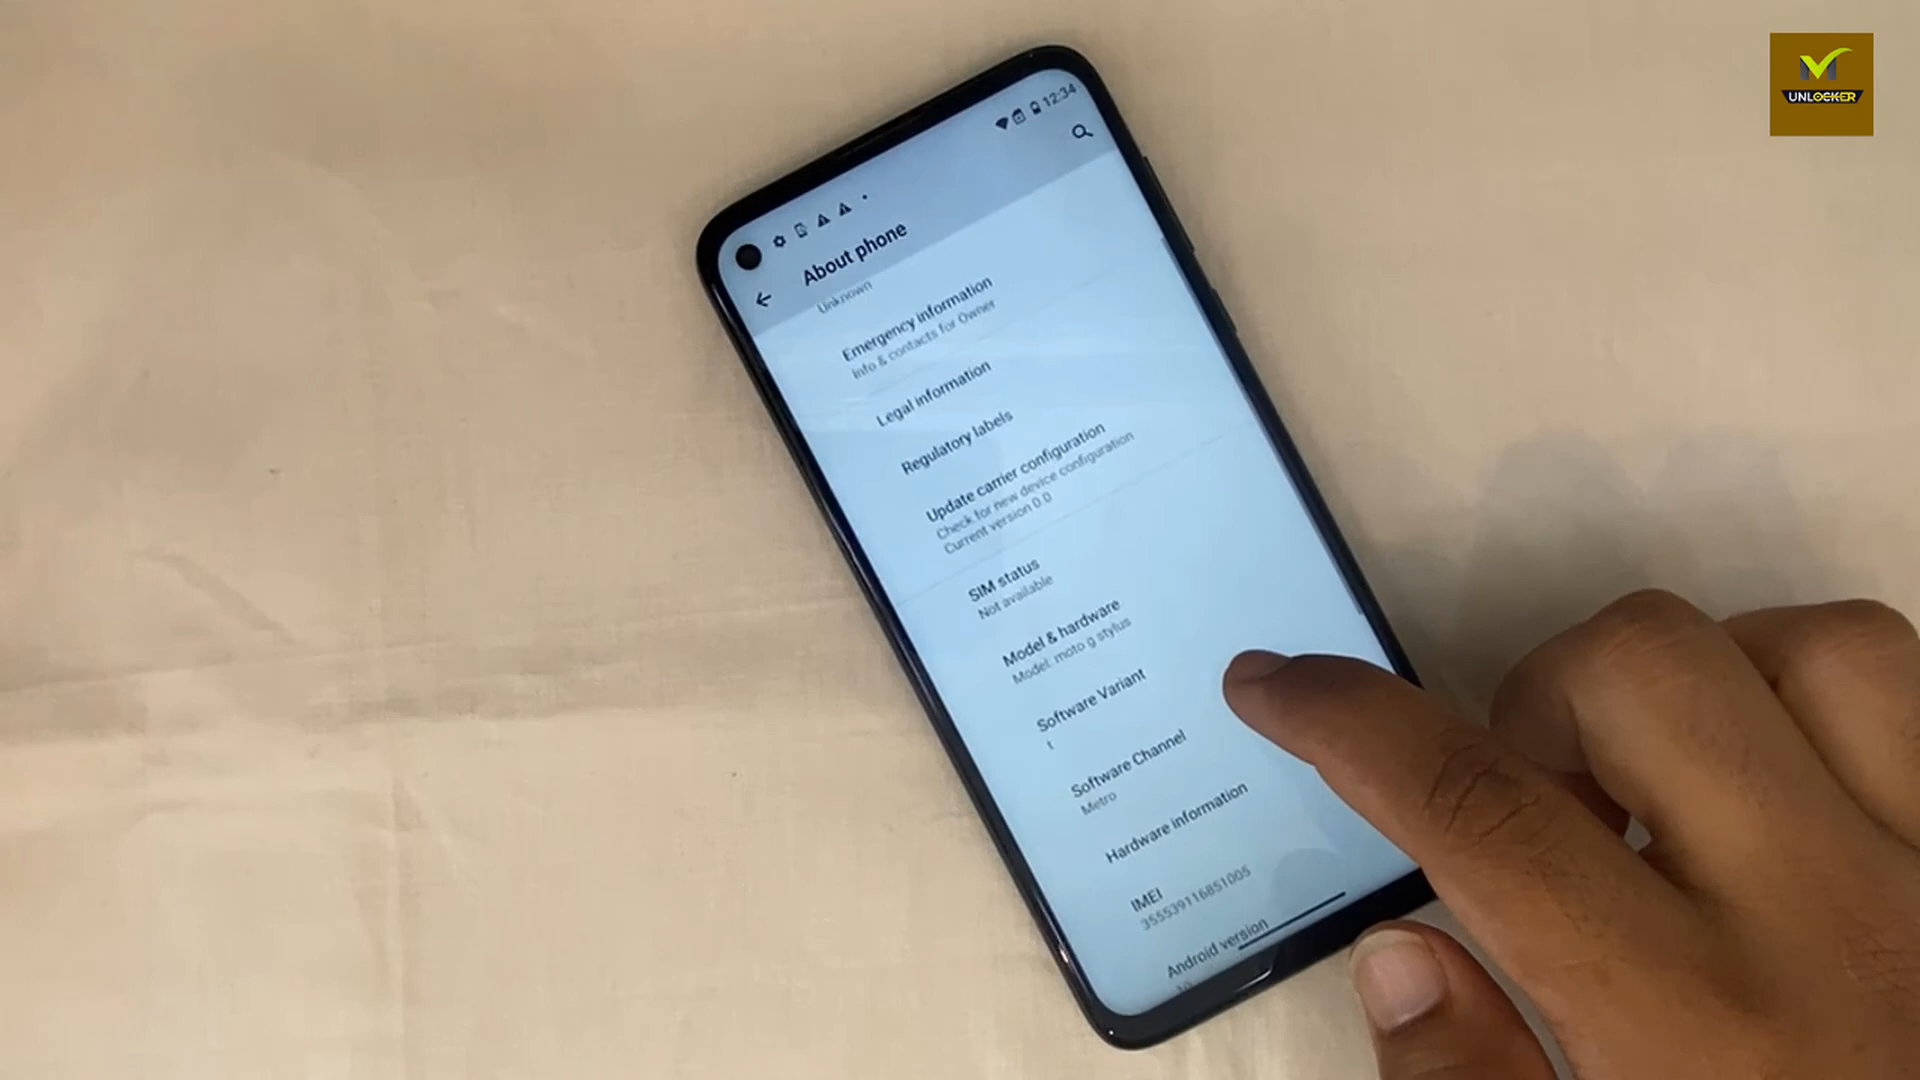 12:34
About phone
Unknown
Emergency information
Info & contacts for Owner
Legal information
Regulatory labels
Update carrier configuration
Check for new device configuration
Current version 0.0
SIM status
Not available
Model & hardware
Model: moto g stylus
Software Variant
t
Software Channel
Metro
Hardware information
IMEI
355539116851005
Android version
UNLOCKER